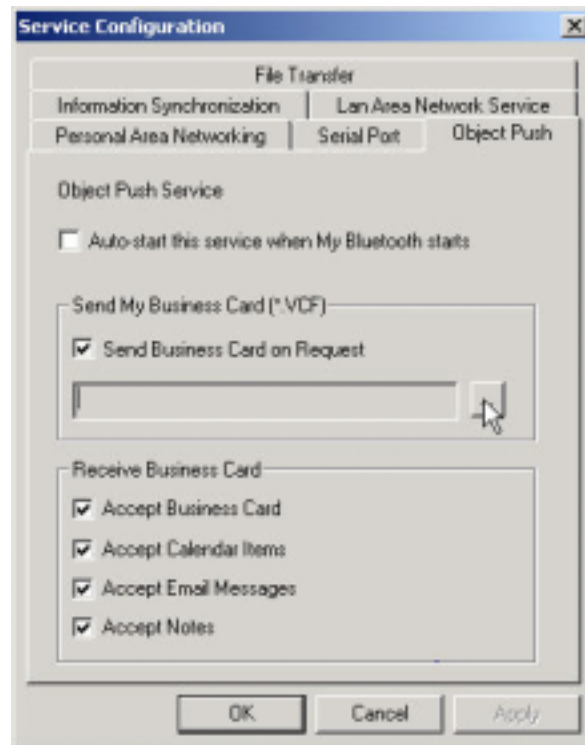 Service Configuration
File Transfer
Information Synchronization Lan Area Network Service
Personal Area Networking Serial Port Object Push
Object Push Service
Auto-start this service when My Bluetooth starts
Send My Business Card (*.VCF)
Send Business Card on Request
Receive Business Card
Accept Business Card
Accept Calendar Items
Accept Email Messages
Accept Notes
OK Cancel Apply